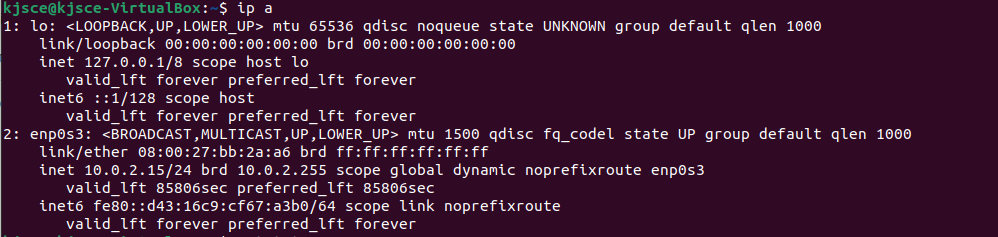 kjsce@kjsce-VirtualBox:~$ ip a
1: lo: <LOOPBACK,UP,LOWER_UP> mtu 65536 qdisc noqueue state UNKNOWN group default qlen 1000
    link/loopback 00:00:00:00:00:00 brd 00:00:00:00:00:00
    inet 127.0.0.1/8 scope host lo
       valid_lft forever preferred_lft forever
    inet6 ::1/128 scope host
       valid_lft forever preferred_lft forever
2: enp0s3: <BROADCAST,MULTICAST,UP,LOWER_UP> mtu 1500 qdisc fq_codel state UP group default qlen 1000
    link/ether 08:00:27:bb:2a:a6 brd ff:ff:ff:ff:ff:ff
    inet 10.0.2.15/24 brd 10.0.2.255 scope global dynamic noprefixroute enp0s3
       valid_lft 85806sec preferred_lft 85806sec
    inet6 fe80::d43:16c9:cf67:a3b0/64 scope link noprefixroute
       valid_lft forever preferred_lft forever